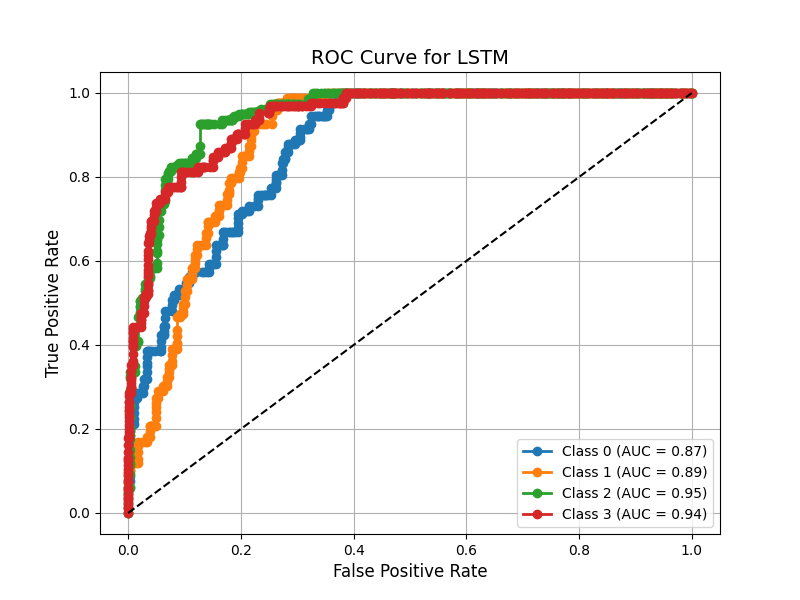 ROC Curve for LSTM
True Positive Rate
1.0
0.8
0.6
0.4
0.2
0.0
0.0 0.2 0.4 0.6 0.8 1.0
False Positive Rate
Class 0 (AUC = 0.87)
Class 1 (AUC = 0.89)
Class 2 (AUC = 0.95)
Class 3 (AUC = 0.94)